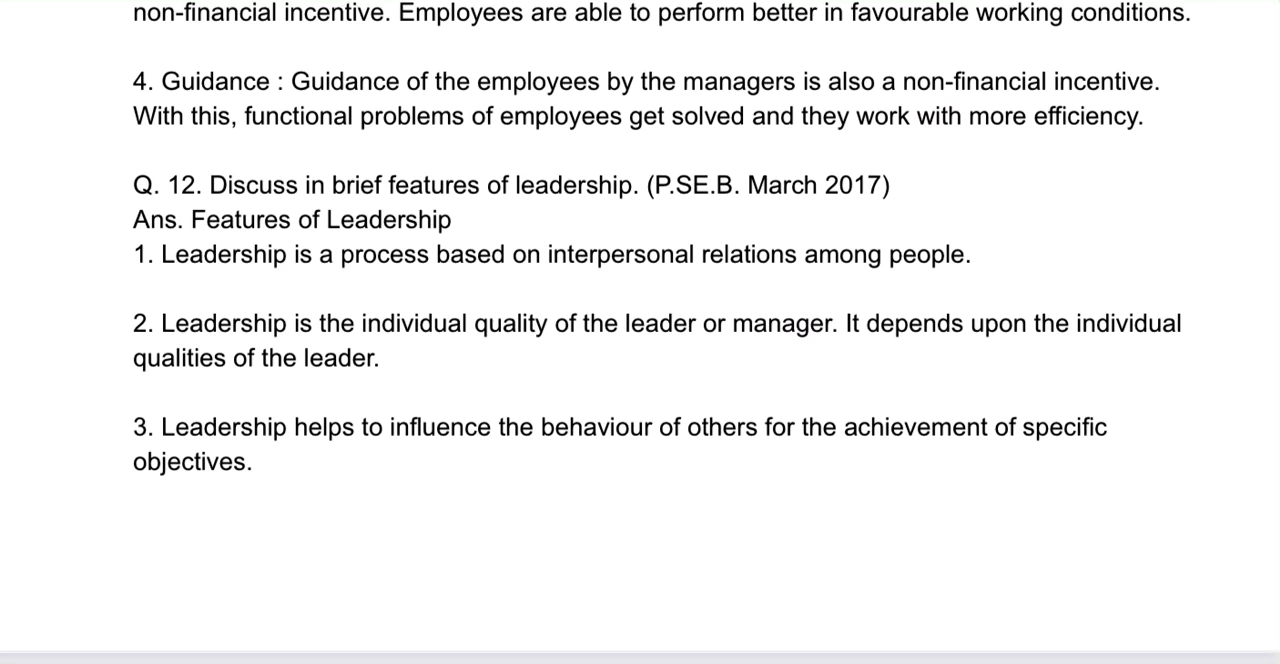 non-financial incentive. Employees are able to perform better in favourable working conditions.
4. Guidance : Guidance of the employees by the managers is also a non-financial incentive.
With this, functional problems of employees get solved and they work with more efficiency.
Q. 12. Discuss in brief features of leadership. (P.SE.B. March 2017)
Ans. Features of Leadership
1. Leadership is a process based on interpersonal relations among people.
2. Leadership is the individual quality of the leader or manager. It depends upon the individual
qualities of the leader.
3. Leadership helps to influence the behaviour of others for the achievement of specific
objectives.